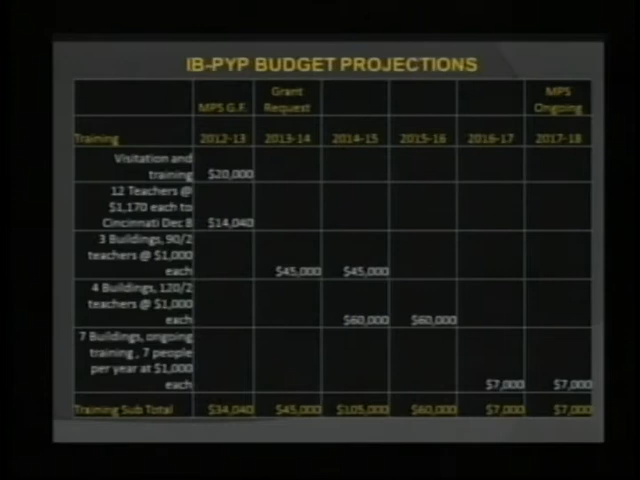 IB-PYP BUDGET PROJECTIONS
MPS G.F. Grant Request MPS Ongoing
Training 2012-13 2013-14 2014-15 2015-16 2016-17 2017-18
Visitation and
training $20,000
12 Teachers @
$1,170 each to
Cincinnati Dec 8 $14,040
3 Buildings, 90/2
teachers @ $1,000
each $45,000 $45,000
4 Buildings, 120/2
teachers @ $1,000
each $60,000 $60,000
7 Buildings, ongoing
training, 7 people
per year at $1,000
each $7,000 $7,000
Training Sub Total $34,040 $45,000 $105,000 $60,000 $7,000 $7,000